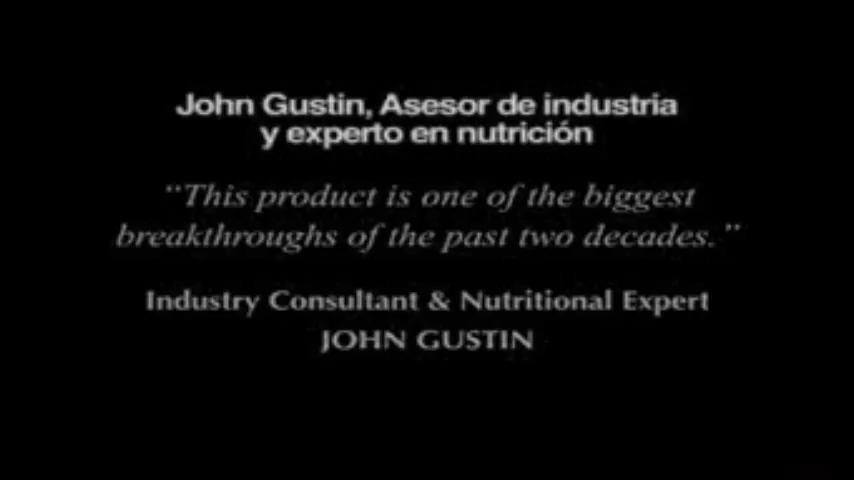 John Gustin, Asesor de industria
y experto en nutrición
"This product is one of the biggest
breakthroughs of the past two decades."
Industry Consultant & Nutritional Expert
JOHN GUSTIN